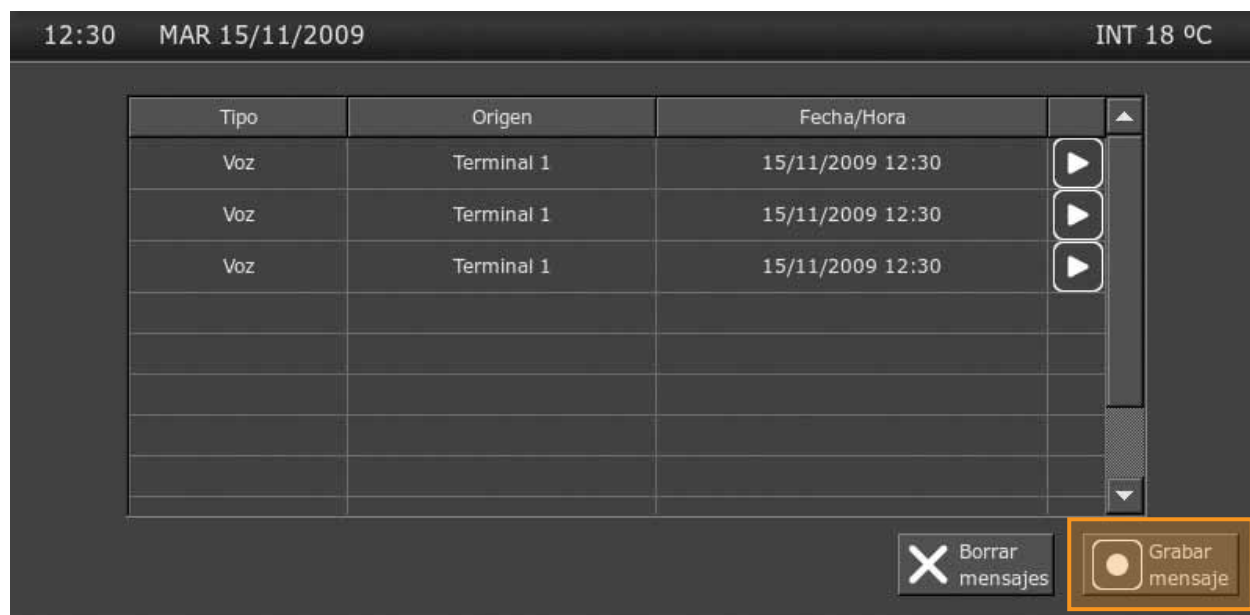 12:30 MAR 15/11/2009 INT 18 ºC
Tipo Origen Fecha/Hora
Voz Terminal 1 15/11/2009 12:30
Voz Terminal 1 15/11/2009 12:30
Voz Terminal 1 15/11/2009 12:30
Borrar
mensajes
Grabar
mensaje